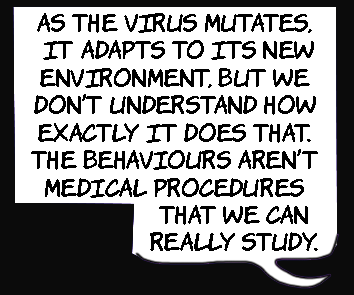 AS THE VIRUS MUTATES,
IT ADAPTS TO ITS NEW
ENVIRONMENT, BUT WE
DON'T UNDERSTAND HOW
EXACTLY IT DOES THAT.
THE BEHAVIOURS AREN'T
MEDICAL PROCEDURES
THAT WE CAN
REALLY STUDY.